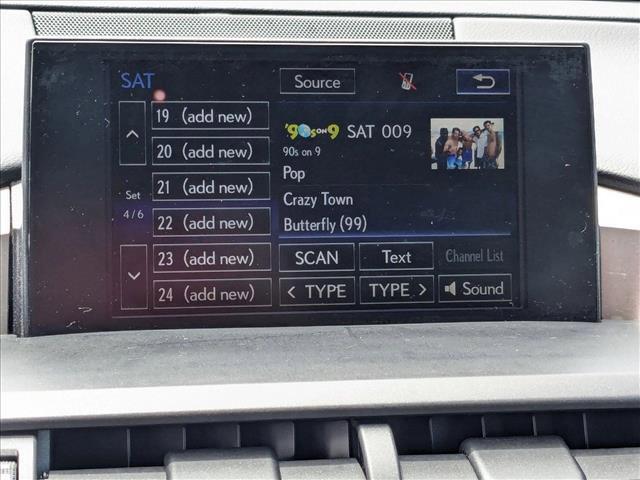 SAT
Source
19 (add new)
20 (add new)
21 (add new)
22 (add new)
23 (add new)
24 (add new)
Set
4/6
'90s ON 9 SAT 009
90s on 9
Pop
Crazy Town
Butterfly (99)
SCAN
Text
Channel List
< TYPE
TYPE >
Sound